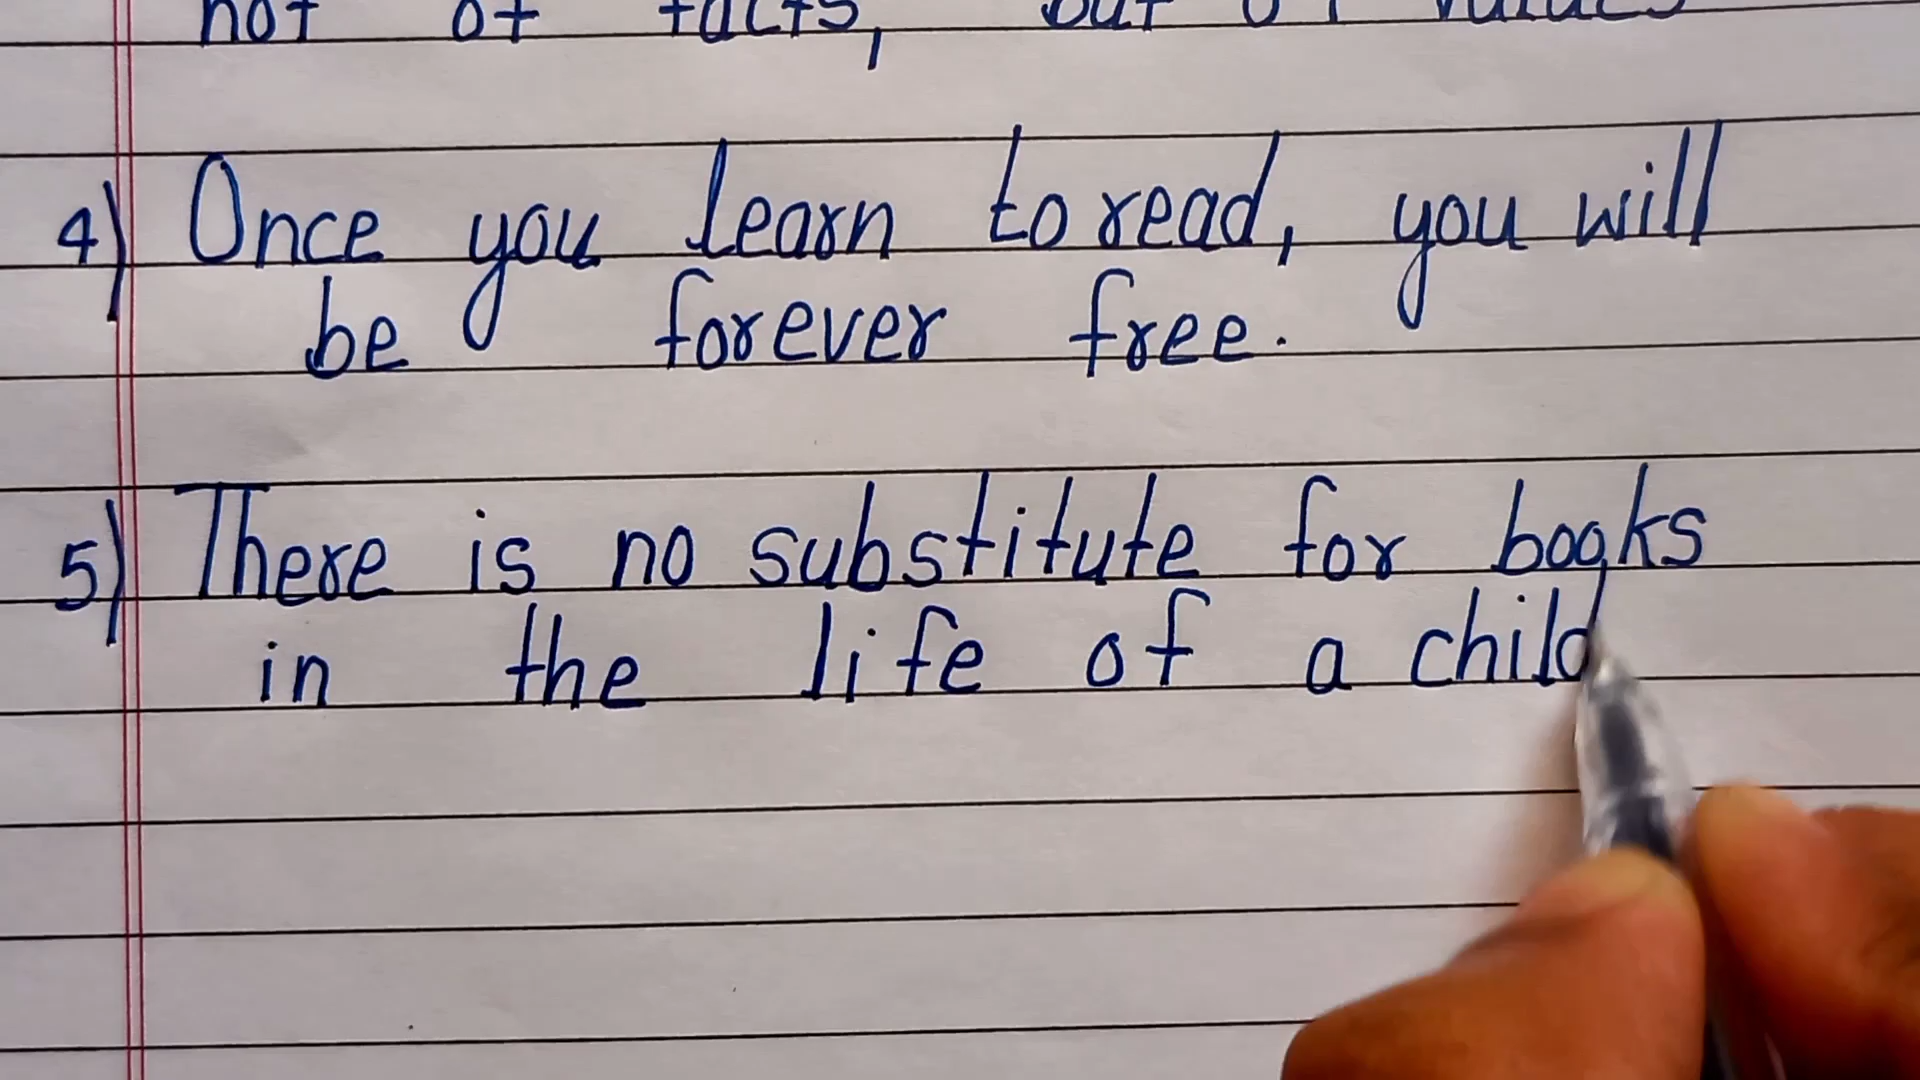 not of facts, but of values
4) Once you learn to read, you will
be forever free.
5) There is no substitute for books
in the life of a child